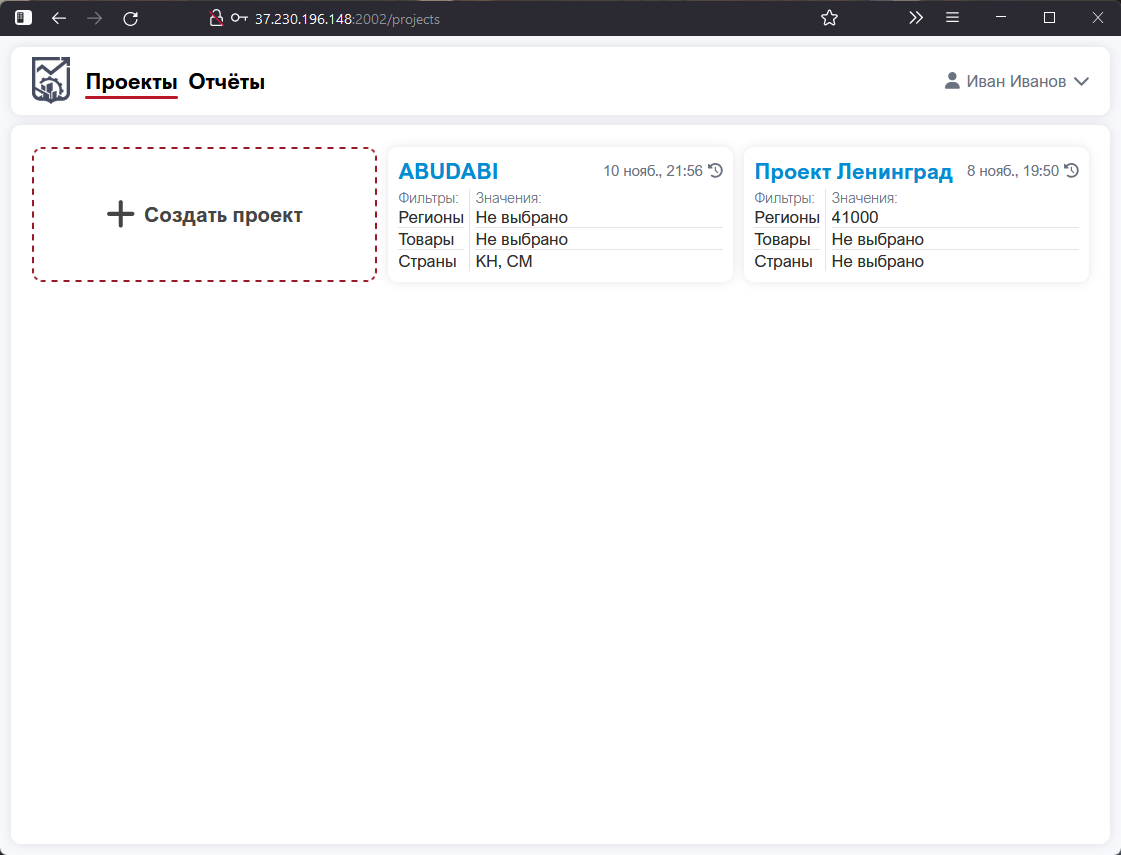 37.230.196.148:2002/projects
Проекты Отчёты
Иван Иванов
Создать проект
ABUDABI
10 нояб., 21:56
Фильтры: Значения:
Регионы Не выбрано
Товары Не выбрано
Страны KH, CM
Проект Ленинград
8 нояб., 19:50
Фильтры: Значения:
Регионы 41000
Товары Не выбрано
Страны Не выбрано